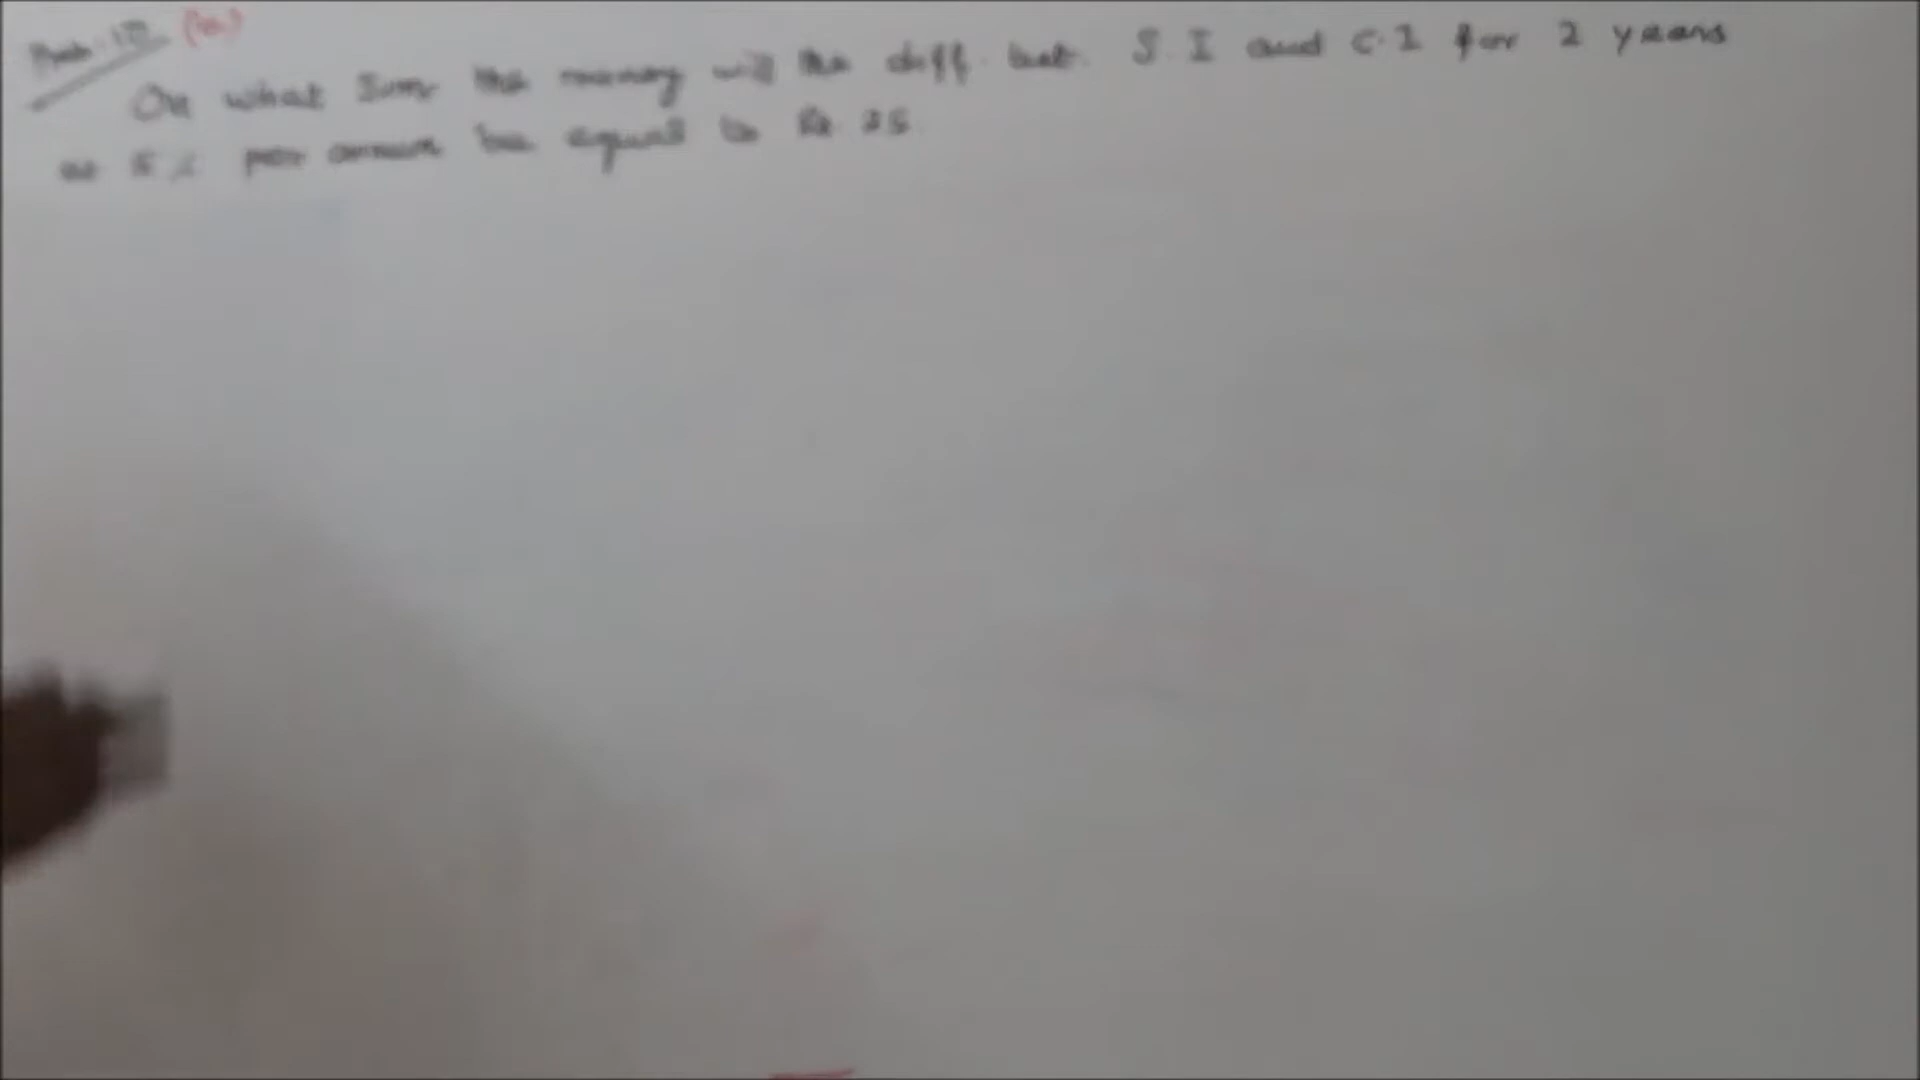 On what sum the money will the diff. bet. S.I and C.I for 2 years
at 5% per annum be equal to Rs 25